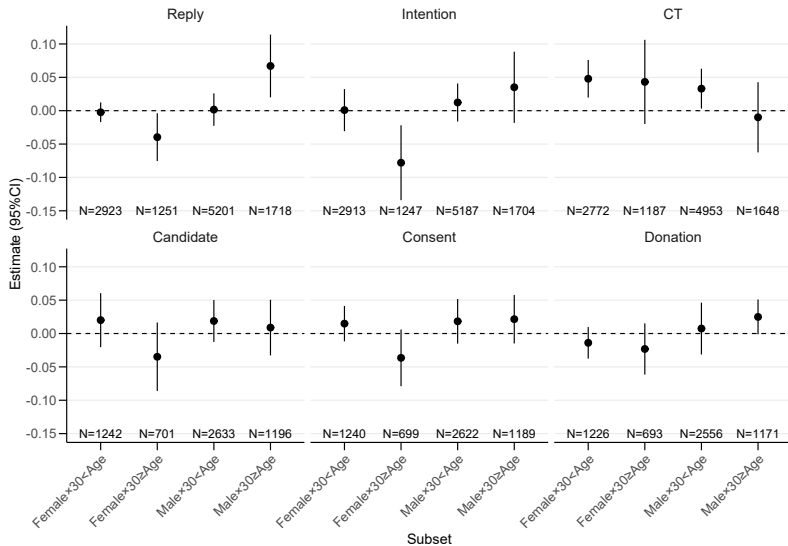 Reply Intention CT
0.10
0.05
0.00
-0.05
-0.10
-0.15
N=2923 N=1251 N=5201 N=1718 N=2913 N=1247 N=5187 N=1704 N=2772 N=1187 N=4953 N=1648
Estimate (95%CI)
Candidate Consent Donation
0.10
0.05
0.00
-0.05
-0.10
-0.15
N=1242 N=701 N=2633 N=1196 N=1240 N=699 N=2622 N=1189 N=1226 N=693 N=2556 N=1171
Female×30<Age Female×30≥Age Male×30<Age Male×30≥Age Female×30<Age Female×30≥Age Male×30<Age Male×30≥Age Female×30<Age Female×30≥Age Male×30<Age Male×30≥Age
Subset